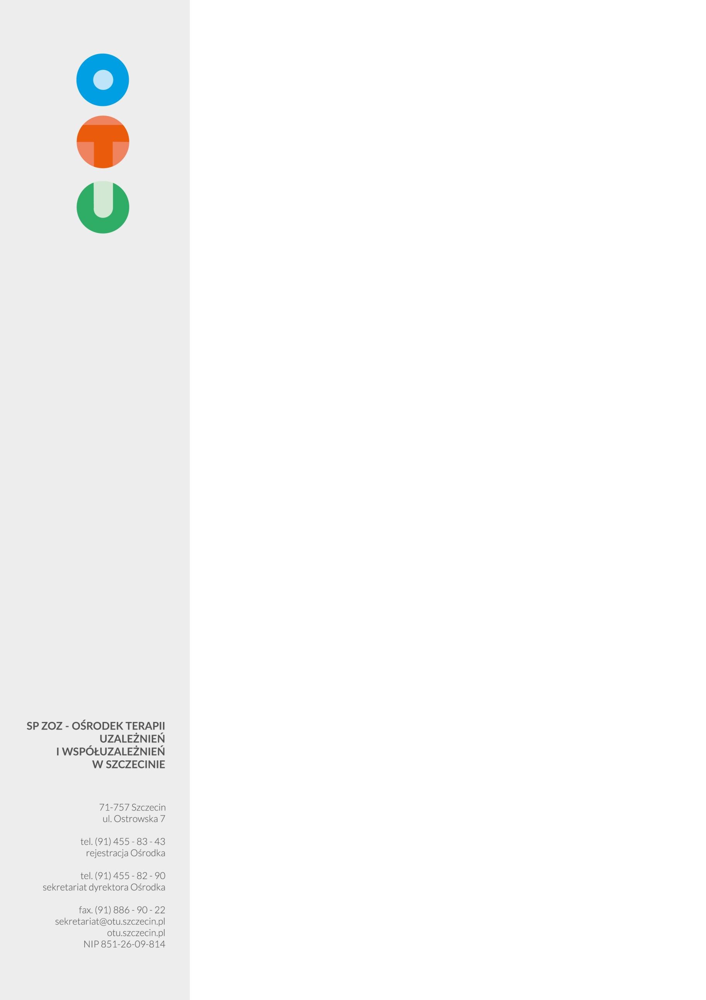 O
T
U
SP ZOZ - OŚRODEK TERAPII
UZALEŻNIEŃ
I WSPÓŁUZALEŻNIEŃ
W SZCZECINIE
71-757 Szczecin
ul. Ostrowska 7
tel. (91) 455 - 83 - 43
rejestracja Ośrodka
tel. (91) 455 - 82 - 90
sekretariat dyrektora Ośrodka
fax. (91) 886 - 90 - 22
sekretariat@otu.szczecin.pl
otu.szczecin.pl
NIP 851-26-09-814